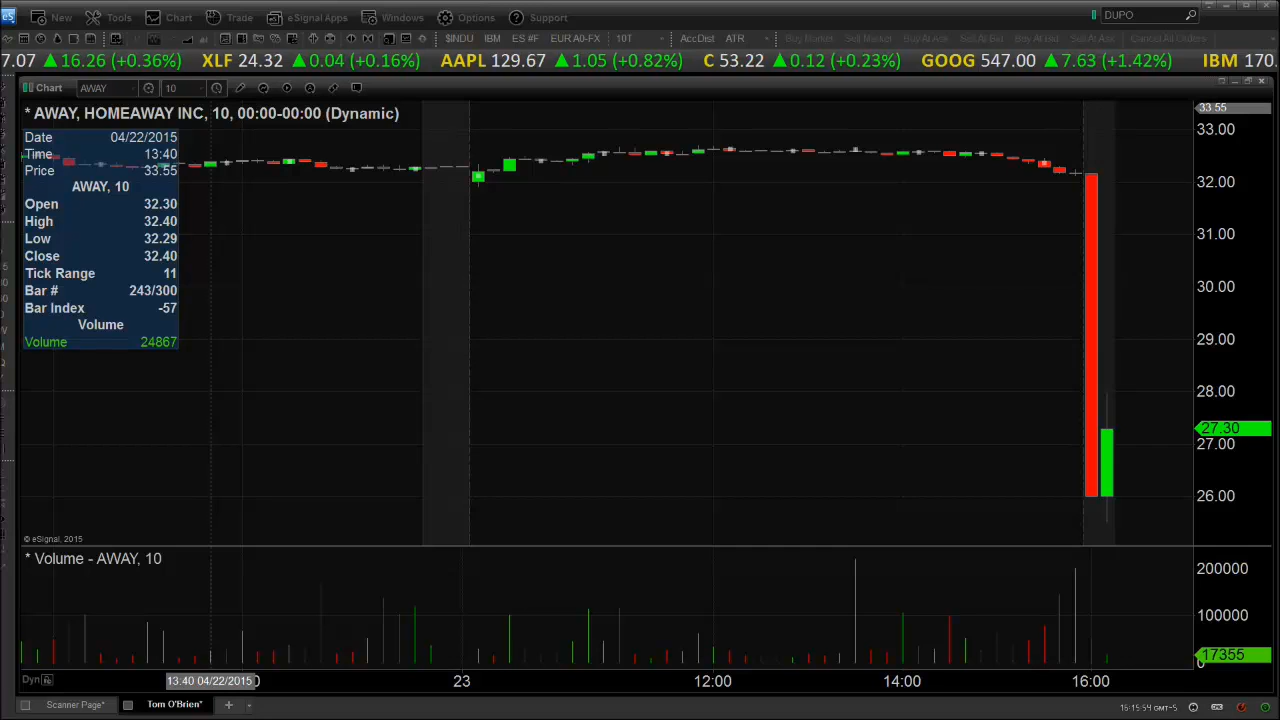 eS New Tools Chart Trade eSignal Apps Windows Options Support DUPO
$INDU IBM ES #F EUR A0-FX 10T AccDist ATR Buy Market Sell Market Buy At Ask Sell At Bid Buy At Bid Sell At Ask Cancel All Orders
7.07 ▲16.26 (+0.36%) XLF 24.32 ▲0.04 (+0.16%) AAPL 129.67 ▲1.05 (+0.82%) C 53.22 ▲0.12 (+0.23%) GOOG 547.00 ▲7.63 (+1.42%) IBM 170.
Chart AWAY 10
* AWAY, HOMEAWAY INC, 10, 00:00-00:00 (Dynamic)
33.55
33.00
32.00
31.00
30.00
29.00
28.00
27.30
27.00
26.00
Date 04/22/2015
Time 13:40
Price 33.55
AWAY, 10
Open 32.30
High 32.40
Low 32.29
Close 32.40
Tick Range 11
Bar # 243/300
Bar Index -57
Volume
Volume 24867
© eSignal, 2015
* Volume - AWAY, 10
200000
100000
17355
0
Dyn 13:40 04/22/2015 0 23 12:00 14:00 16:00
Scanner Page* Tom O'Brien* +
16:15:54 GMT-5